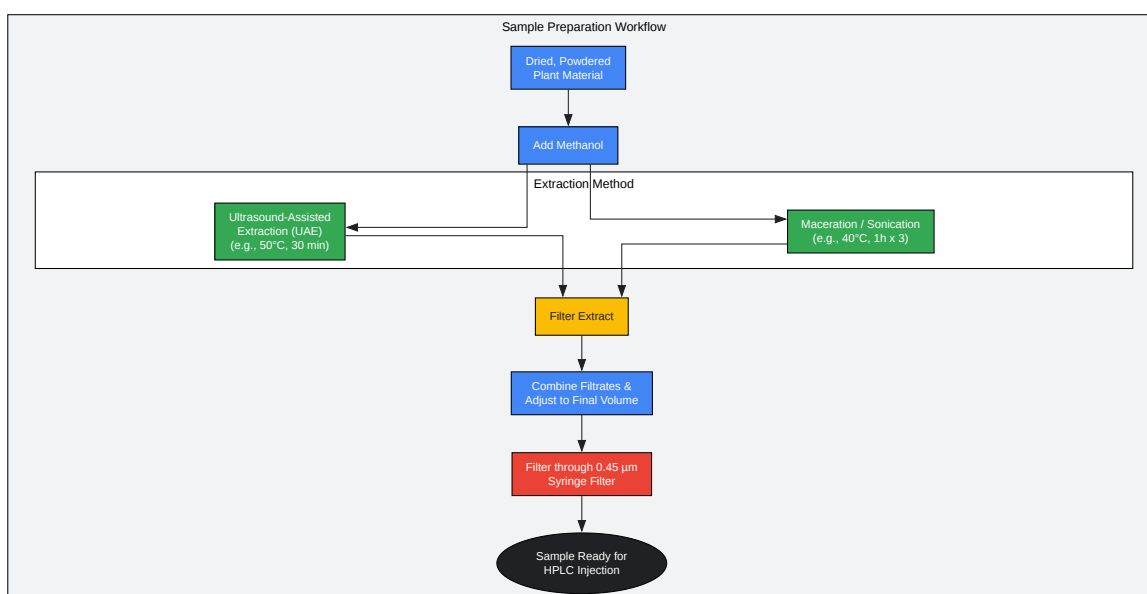 Sample Preparation Workflow
Dried, Powdered
Plant Material
Add Methanol
Extraction Method
Ultrasound-Assisted
Extraction (UAE)
(e.g., 50°C, 30 min)
Maceration / Sonication
(e.g., 40°C, 1h x 3)
Filter Extract
Combine Filtrates &
Adjust to Final Volume
Filter through 0.45 µm
Syringe Filter
Sample Ready for
HPLC Injection